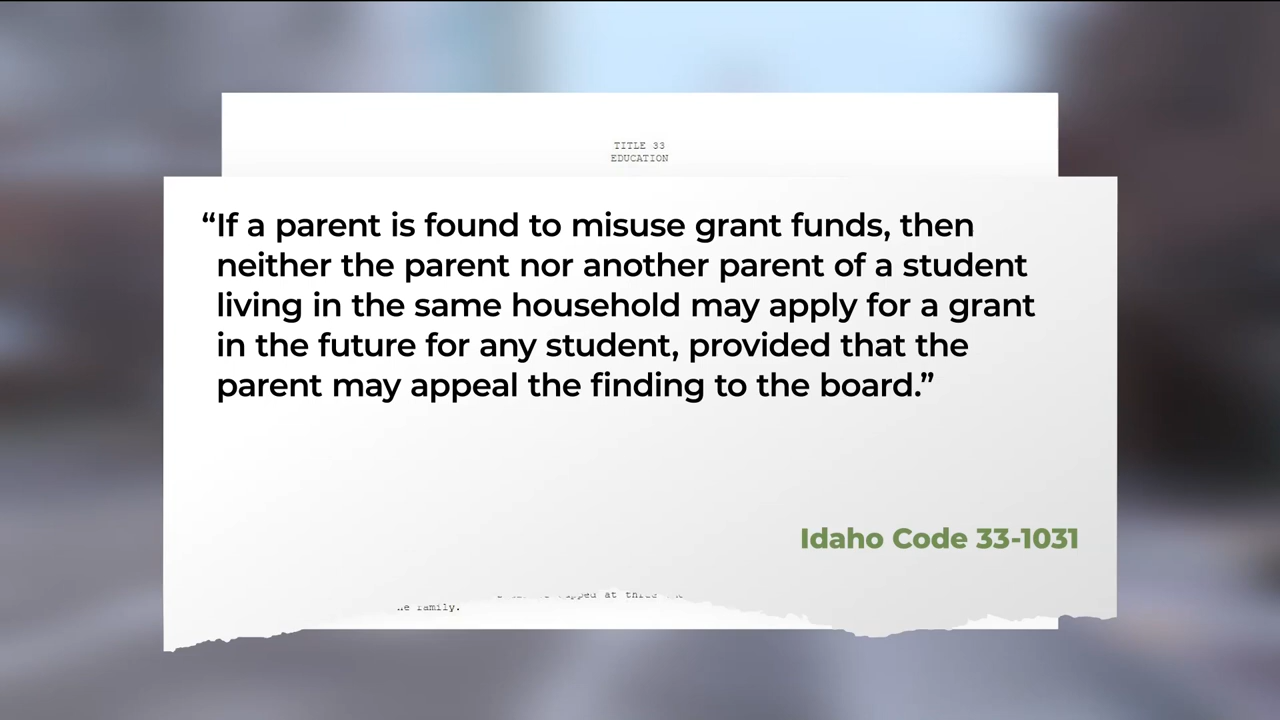 TITLE 33
EDUCATION
“If a parent is found to misuse grant funds, then
neither the parent nor another parent of a student
living in the same household may apply for a grant
in the future for any student, provided that the
parent may appeal the finding to the board.”
Idaho Code 33-1031
at
family.